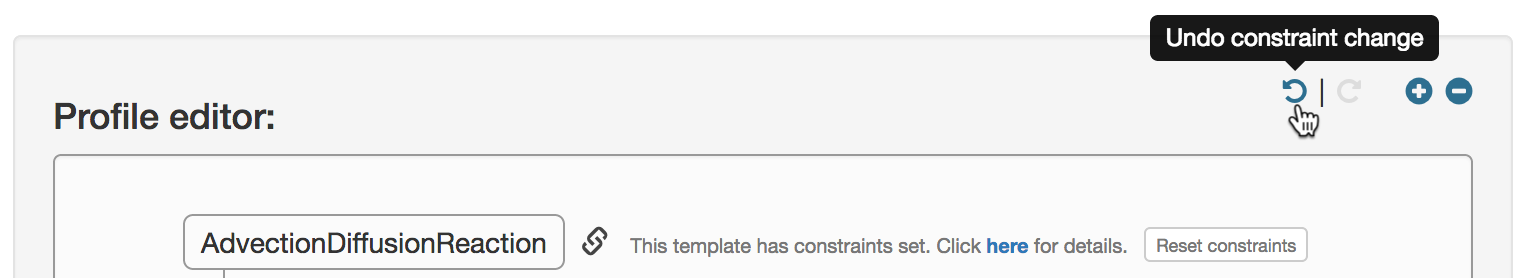 Undo constraint change
Profile editor:
AdvectionDiffusionReaction
This template has constraints set. Click here for details.
Reset constraints